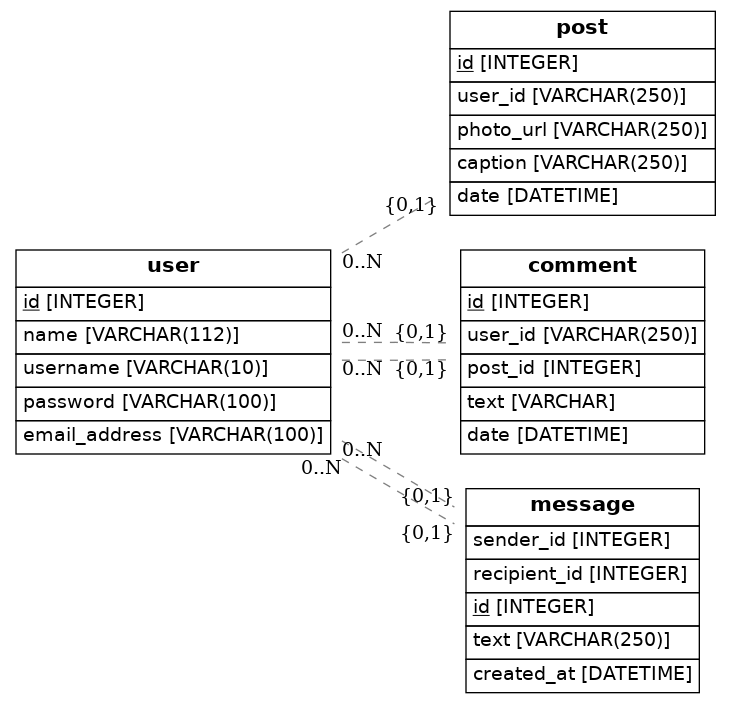 post
id [INTEGER]
user_id [VARCHAR(250)]
photo_url [VARCHAR(250)]
caption [VARCHAR(250)]
date [DATETIME]
{0,1}
0..N
user
id [INTEGER]
name [VARCHAR(112)]
username [VARCHAR(10)]
password [VARCHAR(100)]
email_address [VARCHAR(100)]
0..N {0,1}
0..N {0,1}
comment
id [INTEGER]
user_id [VARCHAR(250)]
post_id [INTEGER]
text [VARCHAR]
date [DATETIME]
0..N
0..N
{0,1}
{0,1}
message
sender_id [INTEGER]
recipient_id [INTEGER]
id [INTEGER]
text [VARCHAR(250)]
created_at [DATETIME]